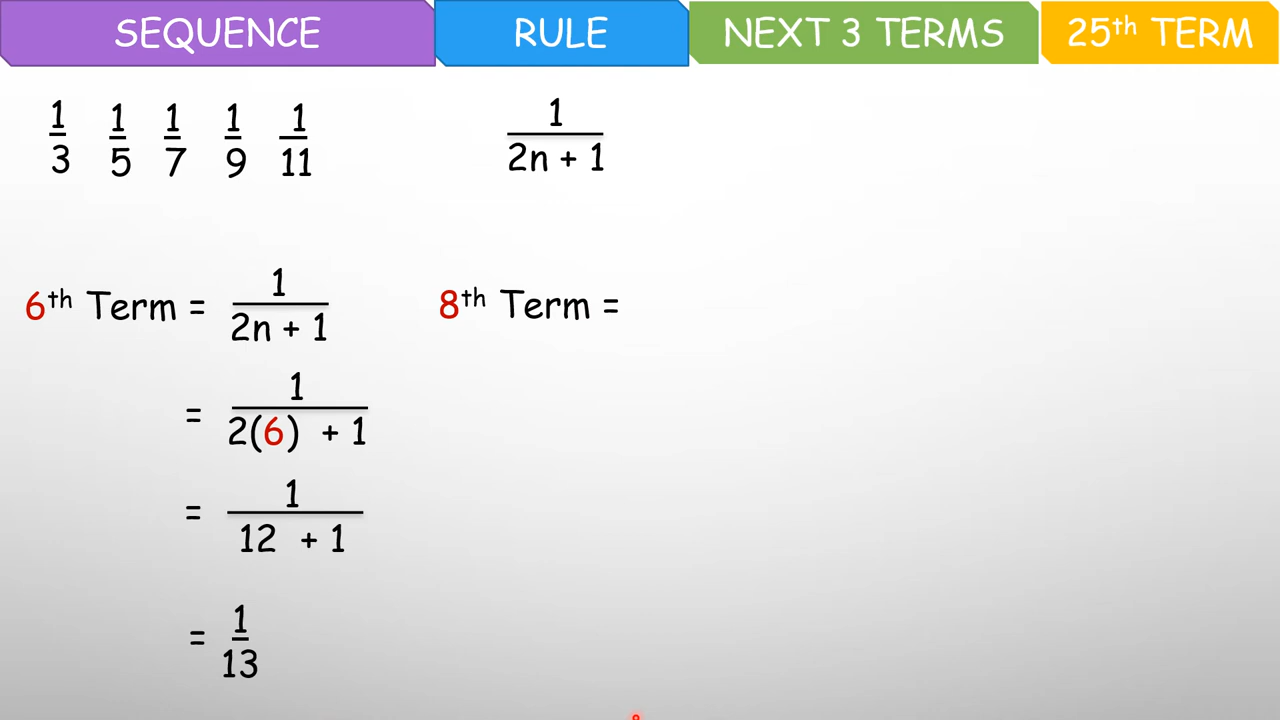 SEQUENCE RULE NEXT 3 TERMS 25th TERM
1/3 1/5 1/7 1/9 1/11 1/(2n + 1)
6th Term = 1/(2n + 1) 8th Term =
= 1/(2(6) + 1)
= 1/(12 + 1)
= 1/13